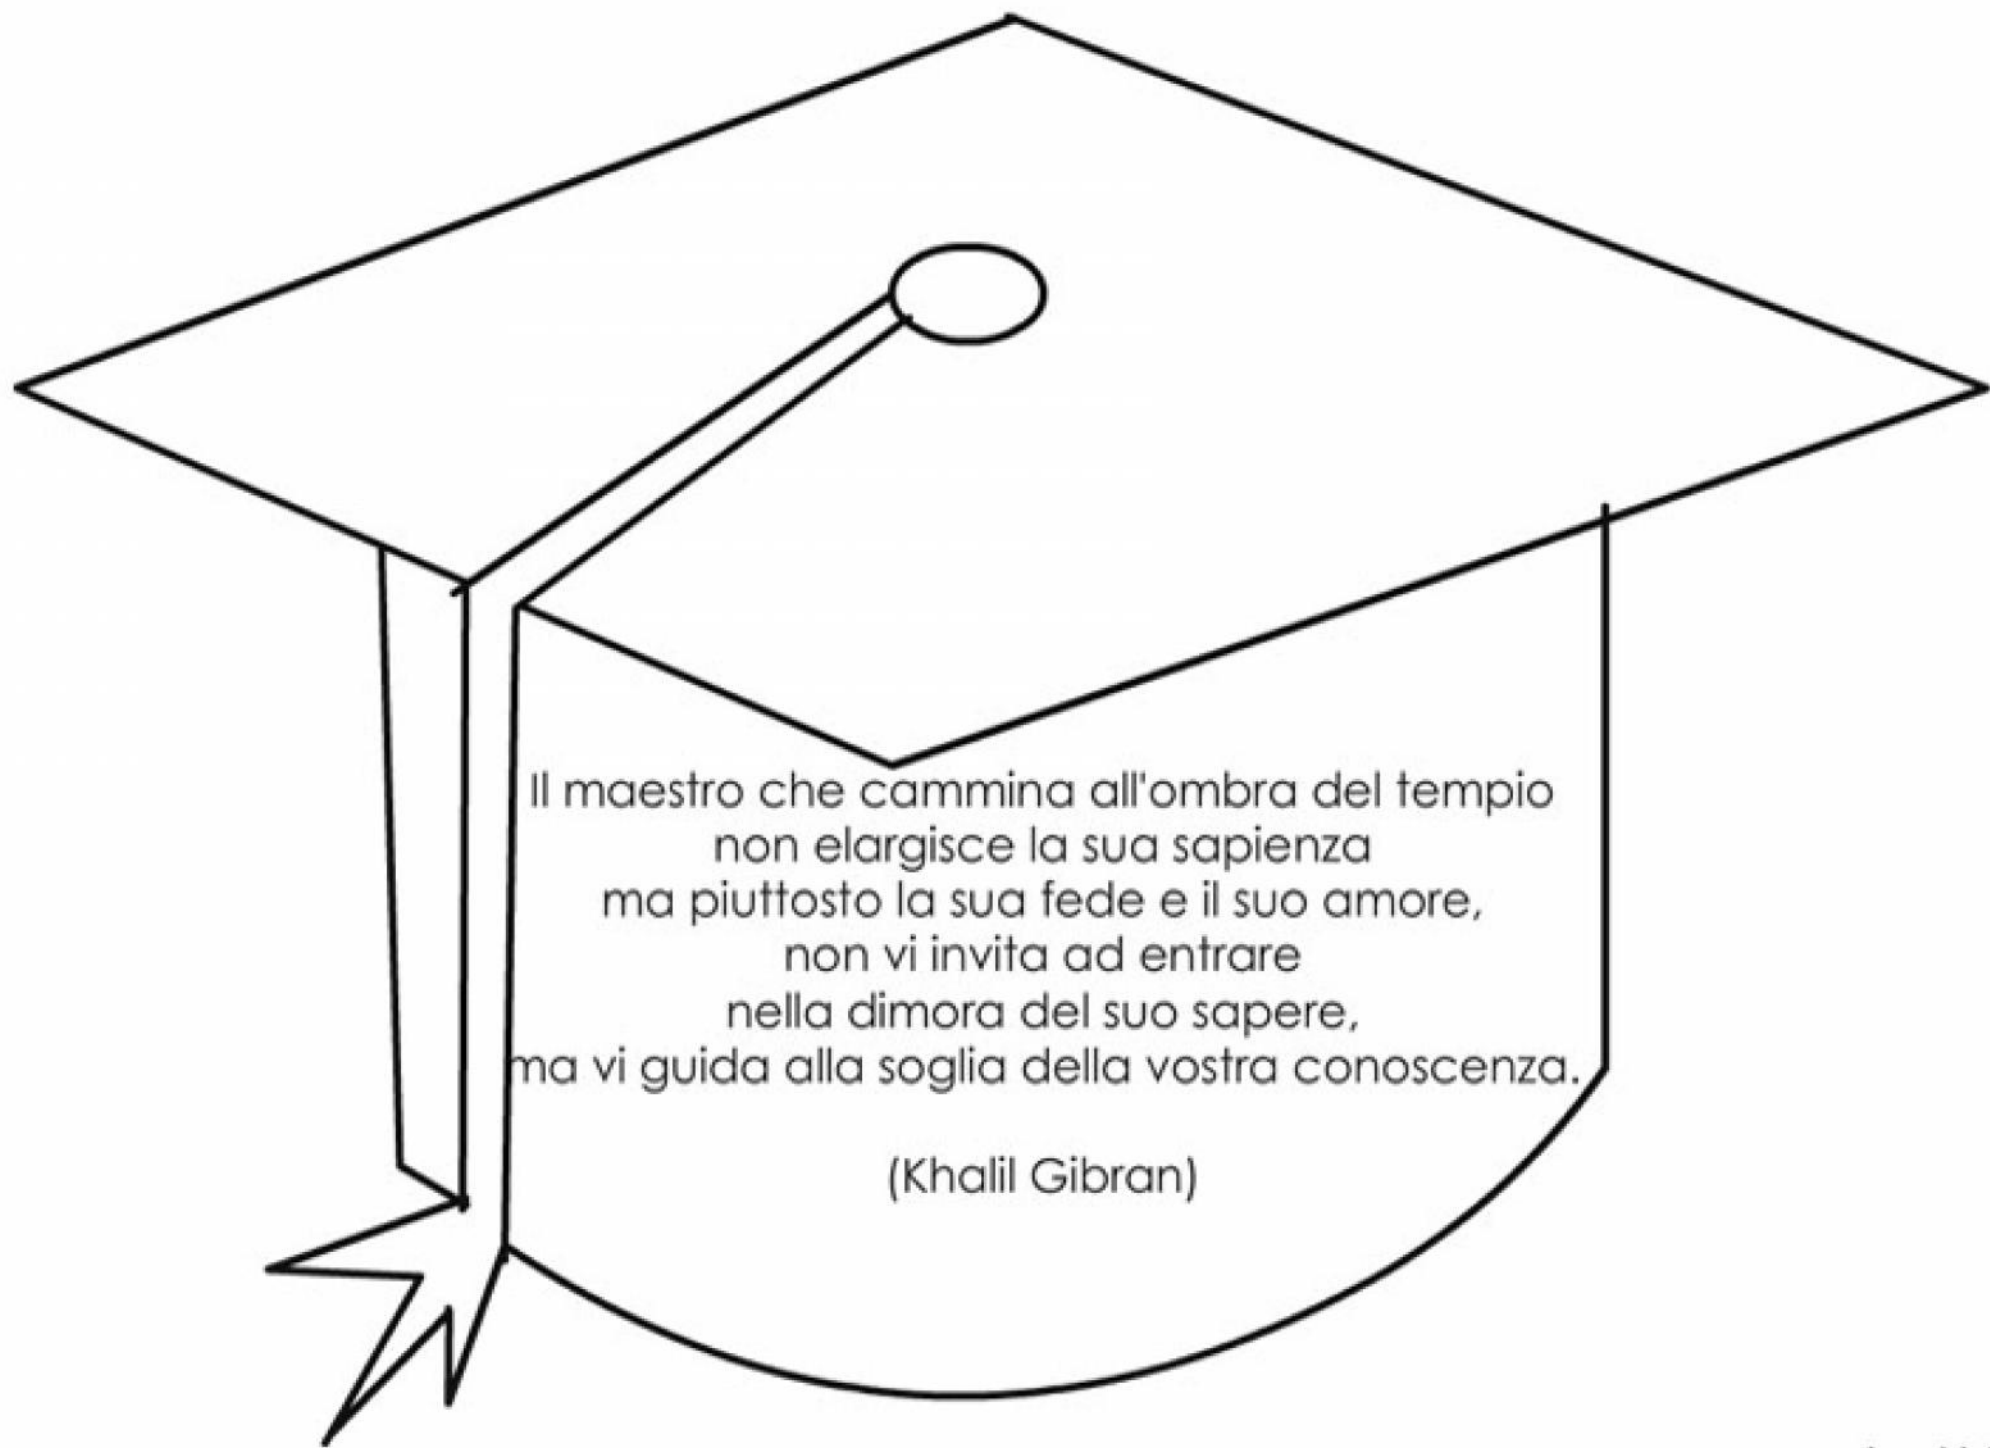 Il maestro che cammina all'ombra del tempio
non elargisce la sua sapienza
ma piuttosto la sua fede e il suo amore,
non vi invita ad entrare
nella dimora del suo sapere,
ma vi guida alla soglia della vostra conoscenza.
(Khalil Gibran)